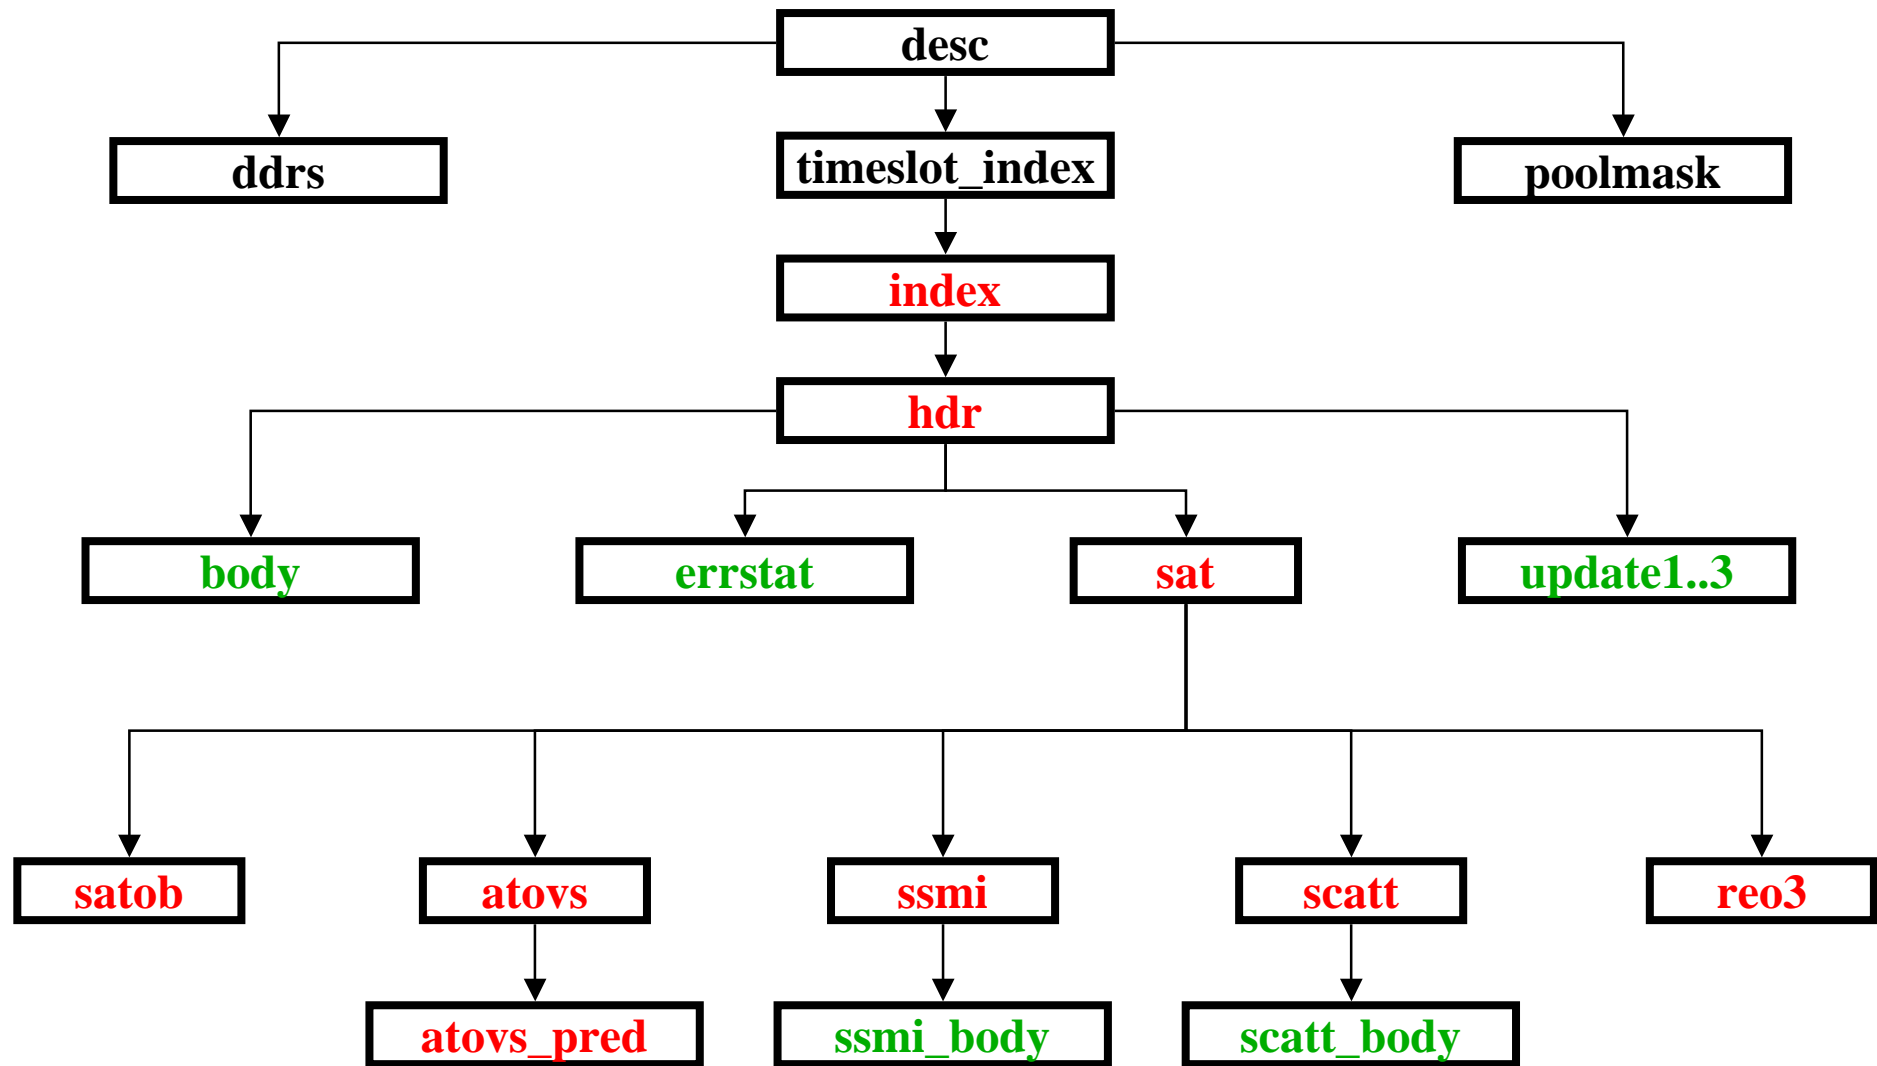 desc
ddrs
timeslot_index
poolmask
index
hdr
body
errstat
sat
update1..3
satob
atovs
ssmi
scatt
reo3
atovs_pred
ssmi_body
scatt_body